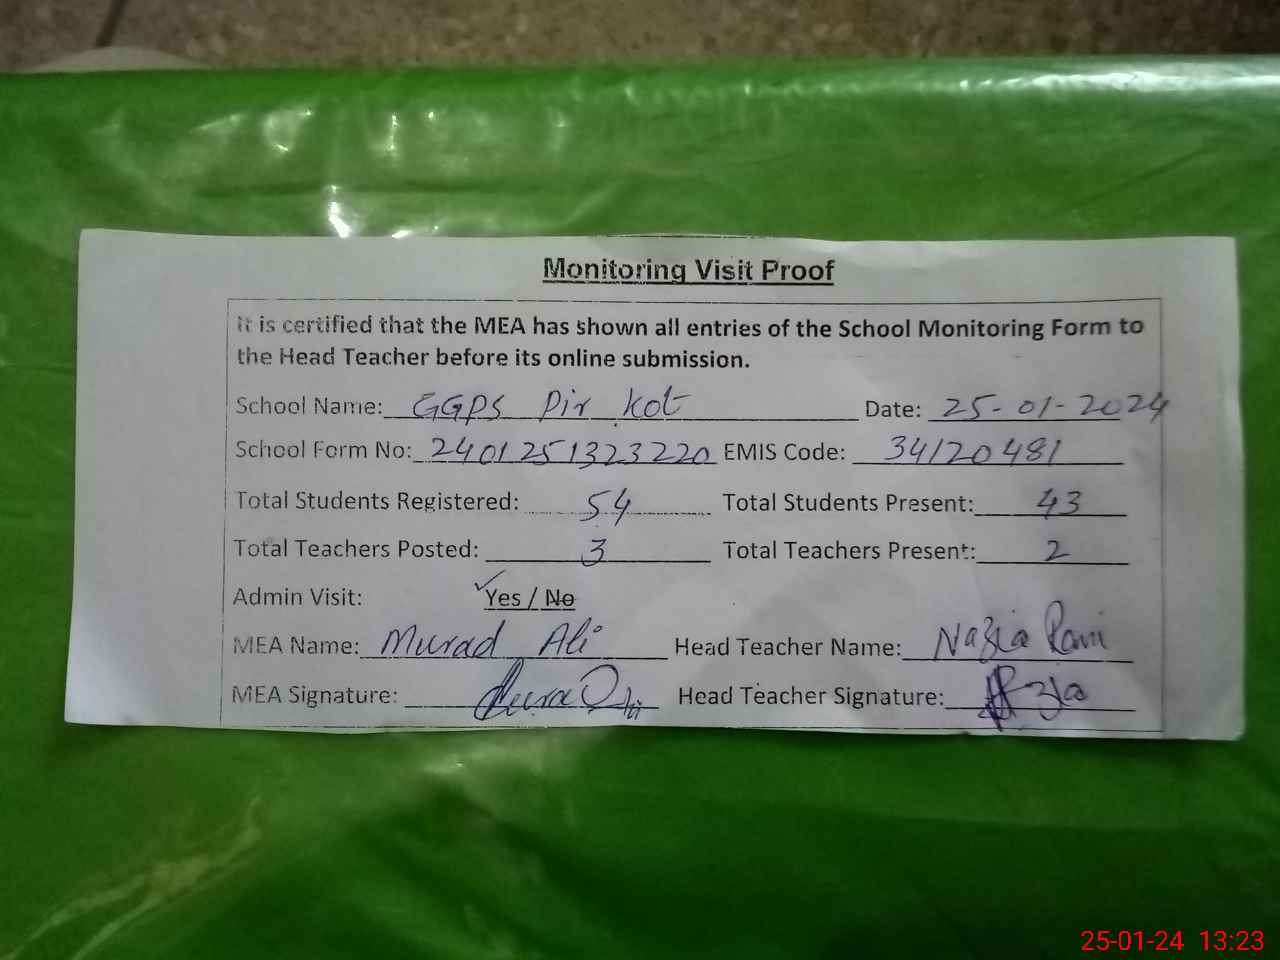 Monitoring Visit Proof
It is certified that the MEA has shown all entries of the School Monitoring Form to
the Head Teacher before its online submission.
School Name: GGPS Pir Kot Date: 25-01-2024
School Form No: 2401251323220 EMIS Code: 34120481
Total Students Registered: 54 Total Students Present: 43
Total Teachers Posted: 3 Total Teachers Present: 2
Admin Visit: Yes / No
MEA Name: Murad Ali Head Teacher Name: Nazia Rani
MEA Signature: Head Teacher Signature:
25-01-24 13:23